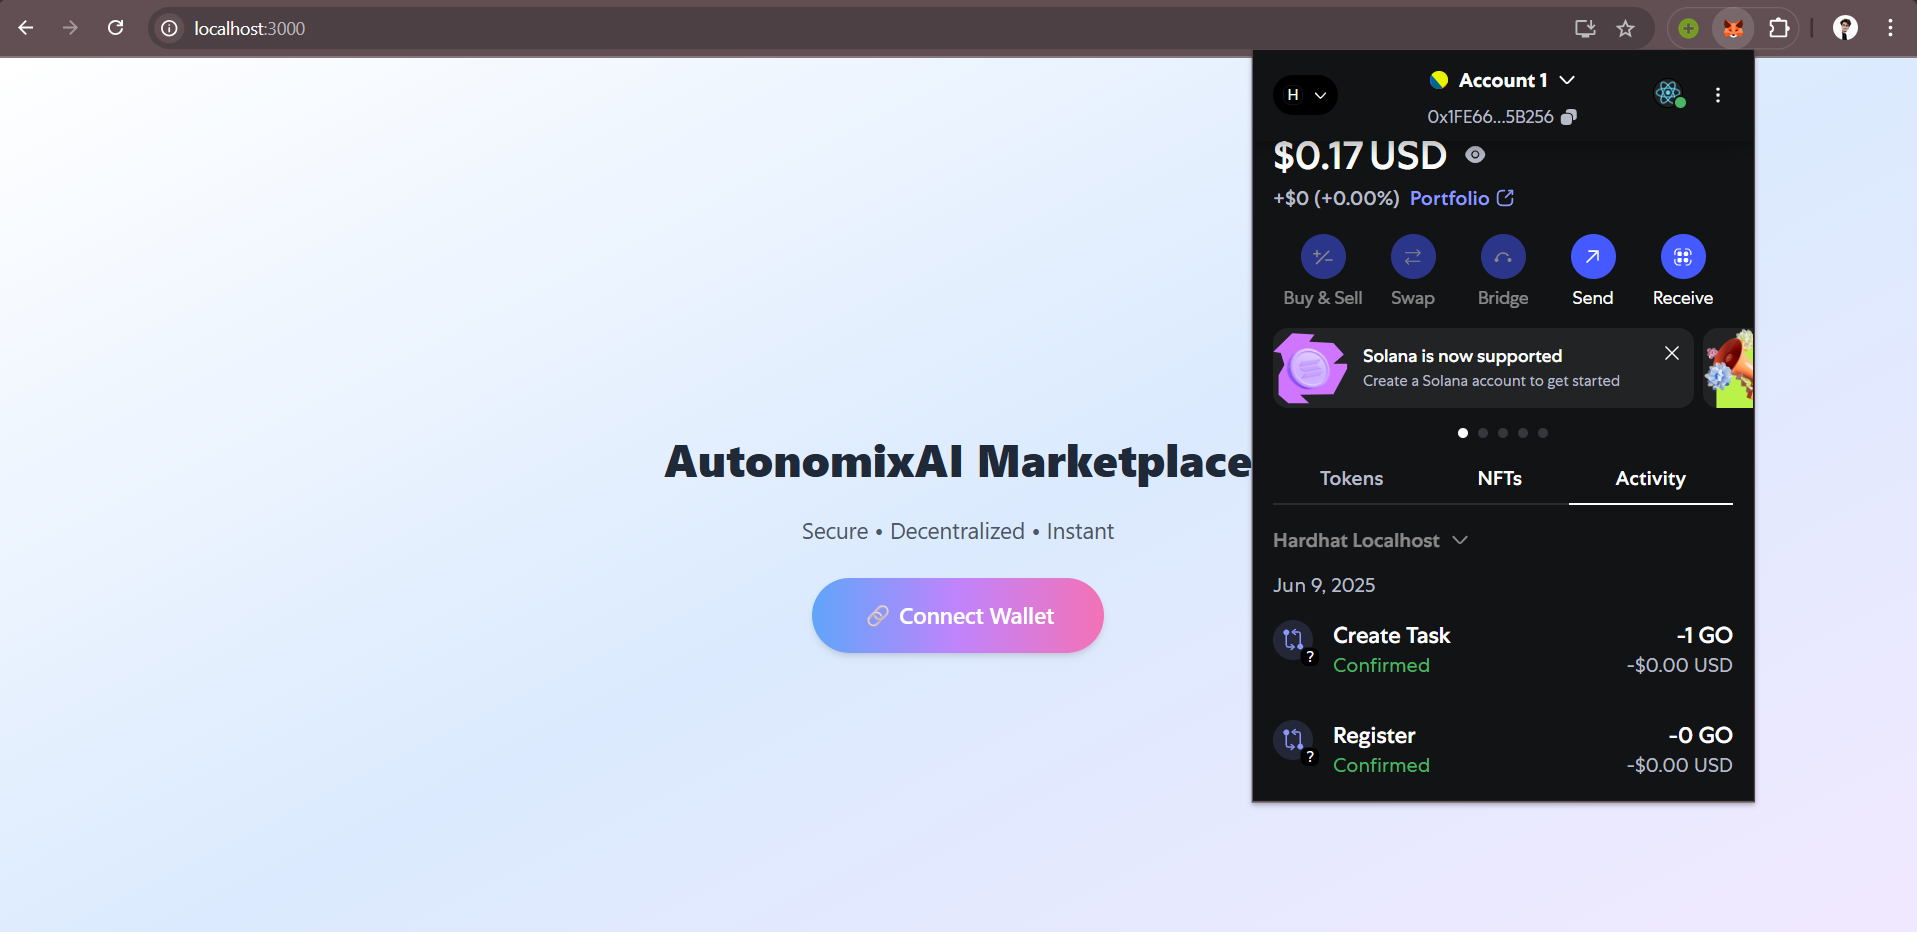 localhost:3000
H
Account 1
0x1FE66...5B256
$0.17 USD
+$0 (+0.00%) Portfolio
Buy & Sell
Swap
Bridge
Send
Receive
Solana is now supported
Create a Solana account to get started
Tokens
NFTs
Activity
Hardhat Localhost
Jun 9, 2025
Create Task
-1 GO
?
Confirmed
-$0.00 USD
Register
-0 GO
?
Confirmed
-$0.00 USD
AutonomixAI Marketplace
Secure • Decentralized • Instant
Connect Wallet